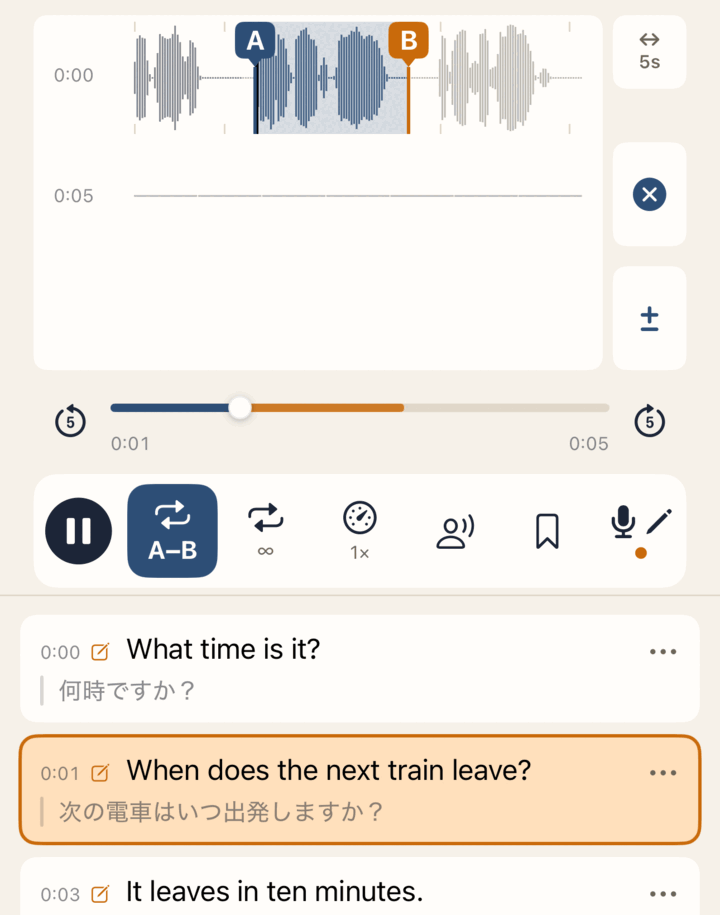 A
B
0:00
5s
0:05
5
5
0:01
0:05
A–B
∞
1×
0:00 What time is it?
何時ですか？
0:01 When does the next train leave?
次の電車はいつ出発しますか？
0:03 It leaves in ten minutes.